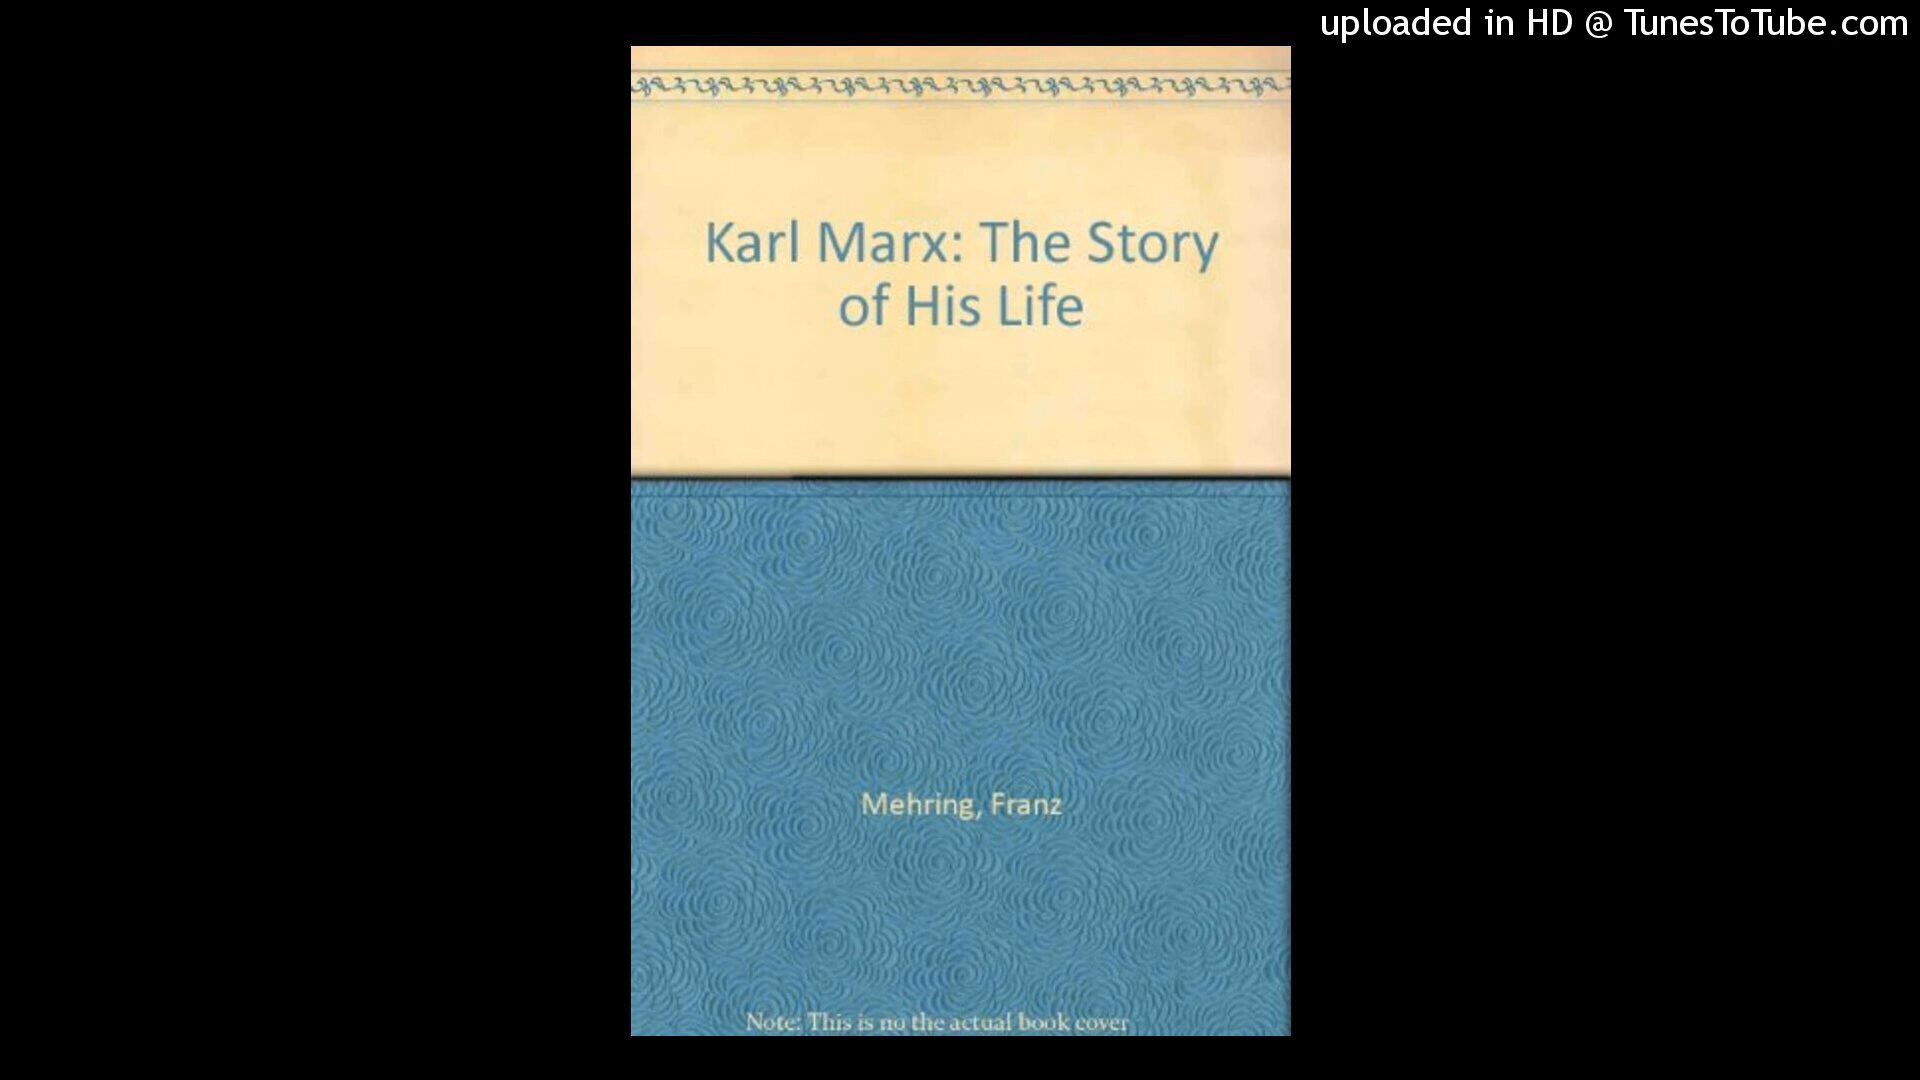 uploaded in HD @ TunesToTube.com
Karl Marx: The Story
of His Life
Mehring, Franz
Note: This is no the actual book cover